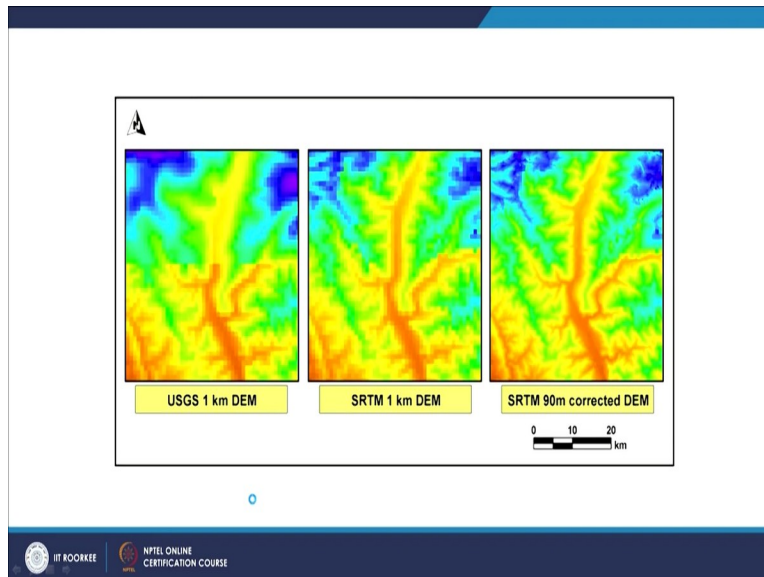 USGS 1 km DEM
SRTM 1 km DEM
SRTM 90m corrected DEM
0 10 20
km
IIT ROORKEE
NPTEL
NPTEL ONLINE
CERTIFICATION COURSE